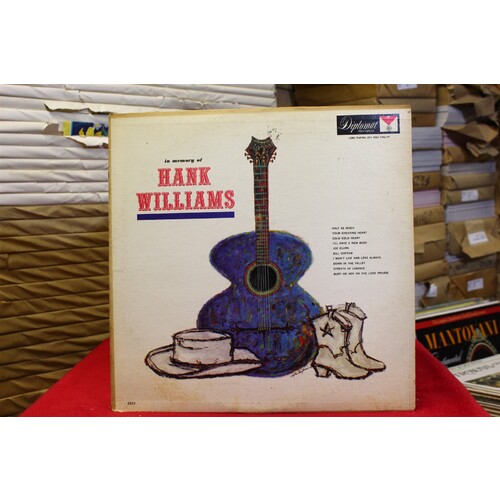 Diplomat
in memory of
HANK
WILLIAMS
HALF AS MUCH
YOUR CHEATING HEART
COLD COLD HEART
I'LL HAVE A NEW BODY
JOE CLARK
BILL CHEATUM
I WON'T LIVE AND LOVE ALWAYS
DOWN IN THE VALLEY
STREETS OF LAREDO
BURY ME NOT ON THE LONE PRAIRIE
MANTOVANI